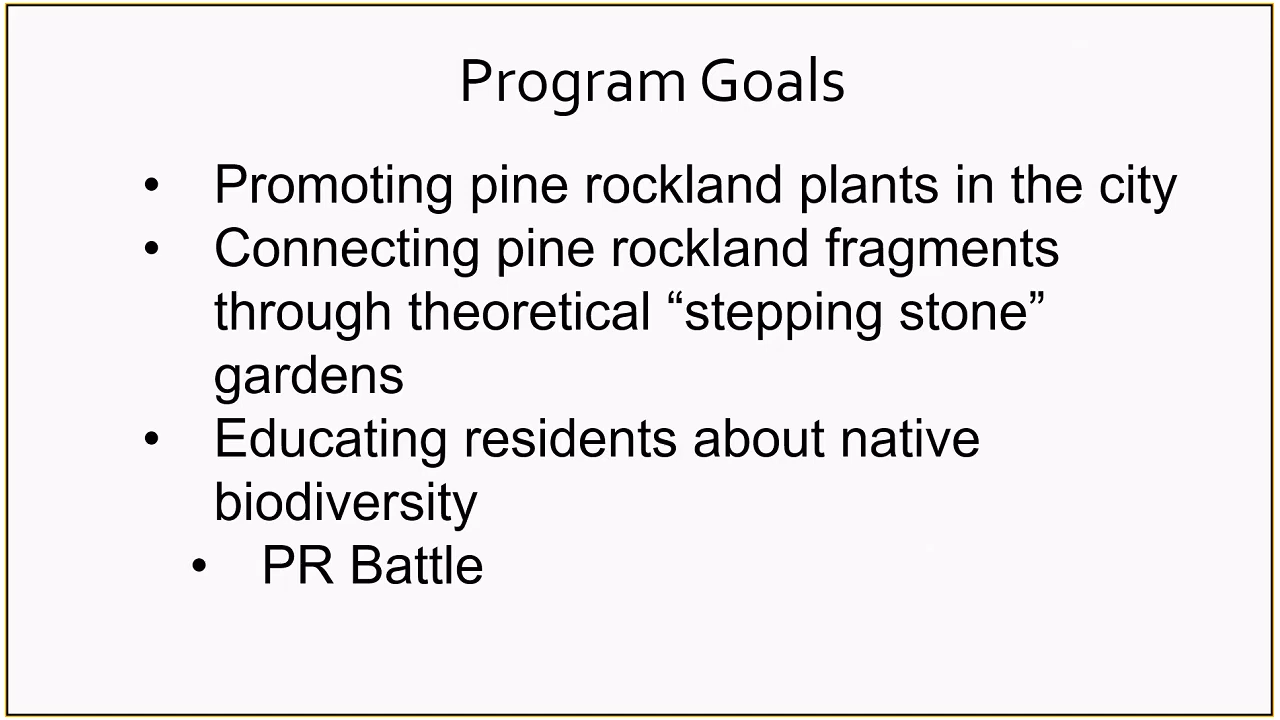 Program Goals
• Promoting pine rockland plants in the city
• Connecting pine rockland fragments
through theoretical “stepping stone”
gardens
• Educating residents about native
biodiversity
• PR Battle